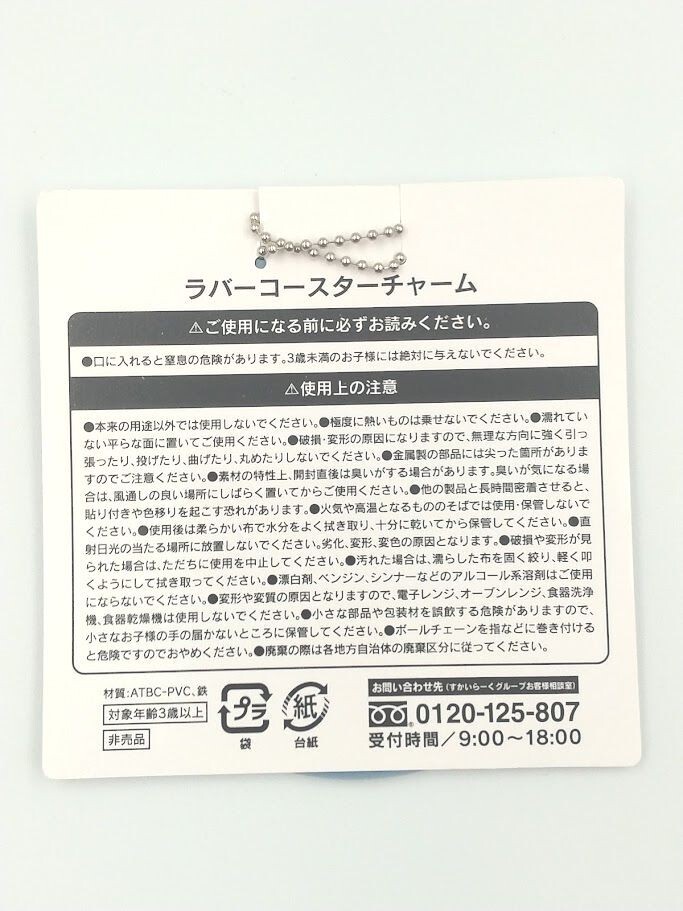 ラバーコースターチャーム
⚠ご使用になる前に必ずお読みください。
●口に入れると窒息の危険があります。3歳未満のお子様には絶対に与えないでください。
⚠使用上の注意
●本来の用途以外では使用しないでください。●極度に熱いものは乗せないでください。●濡れてい
ない平らな面に置いてご使用ください。●破損・変形の原因になりますので、無理な方向に強く引っ
張ったり、投げたり、曲げたり、丸めたりしないでください。●金属製の部品には尖った箇所がありま
すのでご注意ください。●素材の特性上、開封直後は臭いがする場合があります。臭いが気になる場
合は、風通しの良い場所にしばらく置いてからご使用ください。●他の製品と長時間密着させると、
貼り付きや色移りを起こす恐れがあります。●火気や高温となるもののそばでは使用・保管しないで
ください。●使用後は柔らかい布で水分をよく拭き取り、十分に乾いてから保管してください。●直
射日光の当たる場所に放置しないでください。劣化、変形、変色の原因となります。●破損や変形が見
られた場合は、ただちに使用を中止してください。●汚れた場合は、濡らした布を固く絞り、軽く叩
くようにして拭き取ってください。●漂白剤、ベンジン、シンナーなどのアルコール系溶剤はご使用
にならないでください。●変形や変質の原因となりますので、電子レンジ、オーブンレンジ、食器洗浄
機、食器乾燥機は使用しないでください。●小さな部品や包装材を誤飲する危険がありますので、
小さなお子様の手の届かないところに保管してください。●ボールチェーンを指などに巻き付ける
と危険ですのでおやめください。●廃棄の際は各地方自治体の廃棄区分に従ってください。
材質:ATBC-PVC、鉄
対象年齢3歳以上
非売品
プラ
袋
紙
台紙
お問い合わせ先(すかいらーくグループお客様相談室)
0120-125-807
受付時間/9:00〜18:00